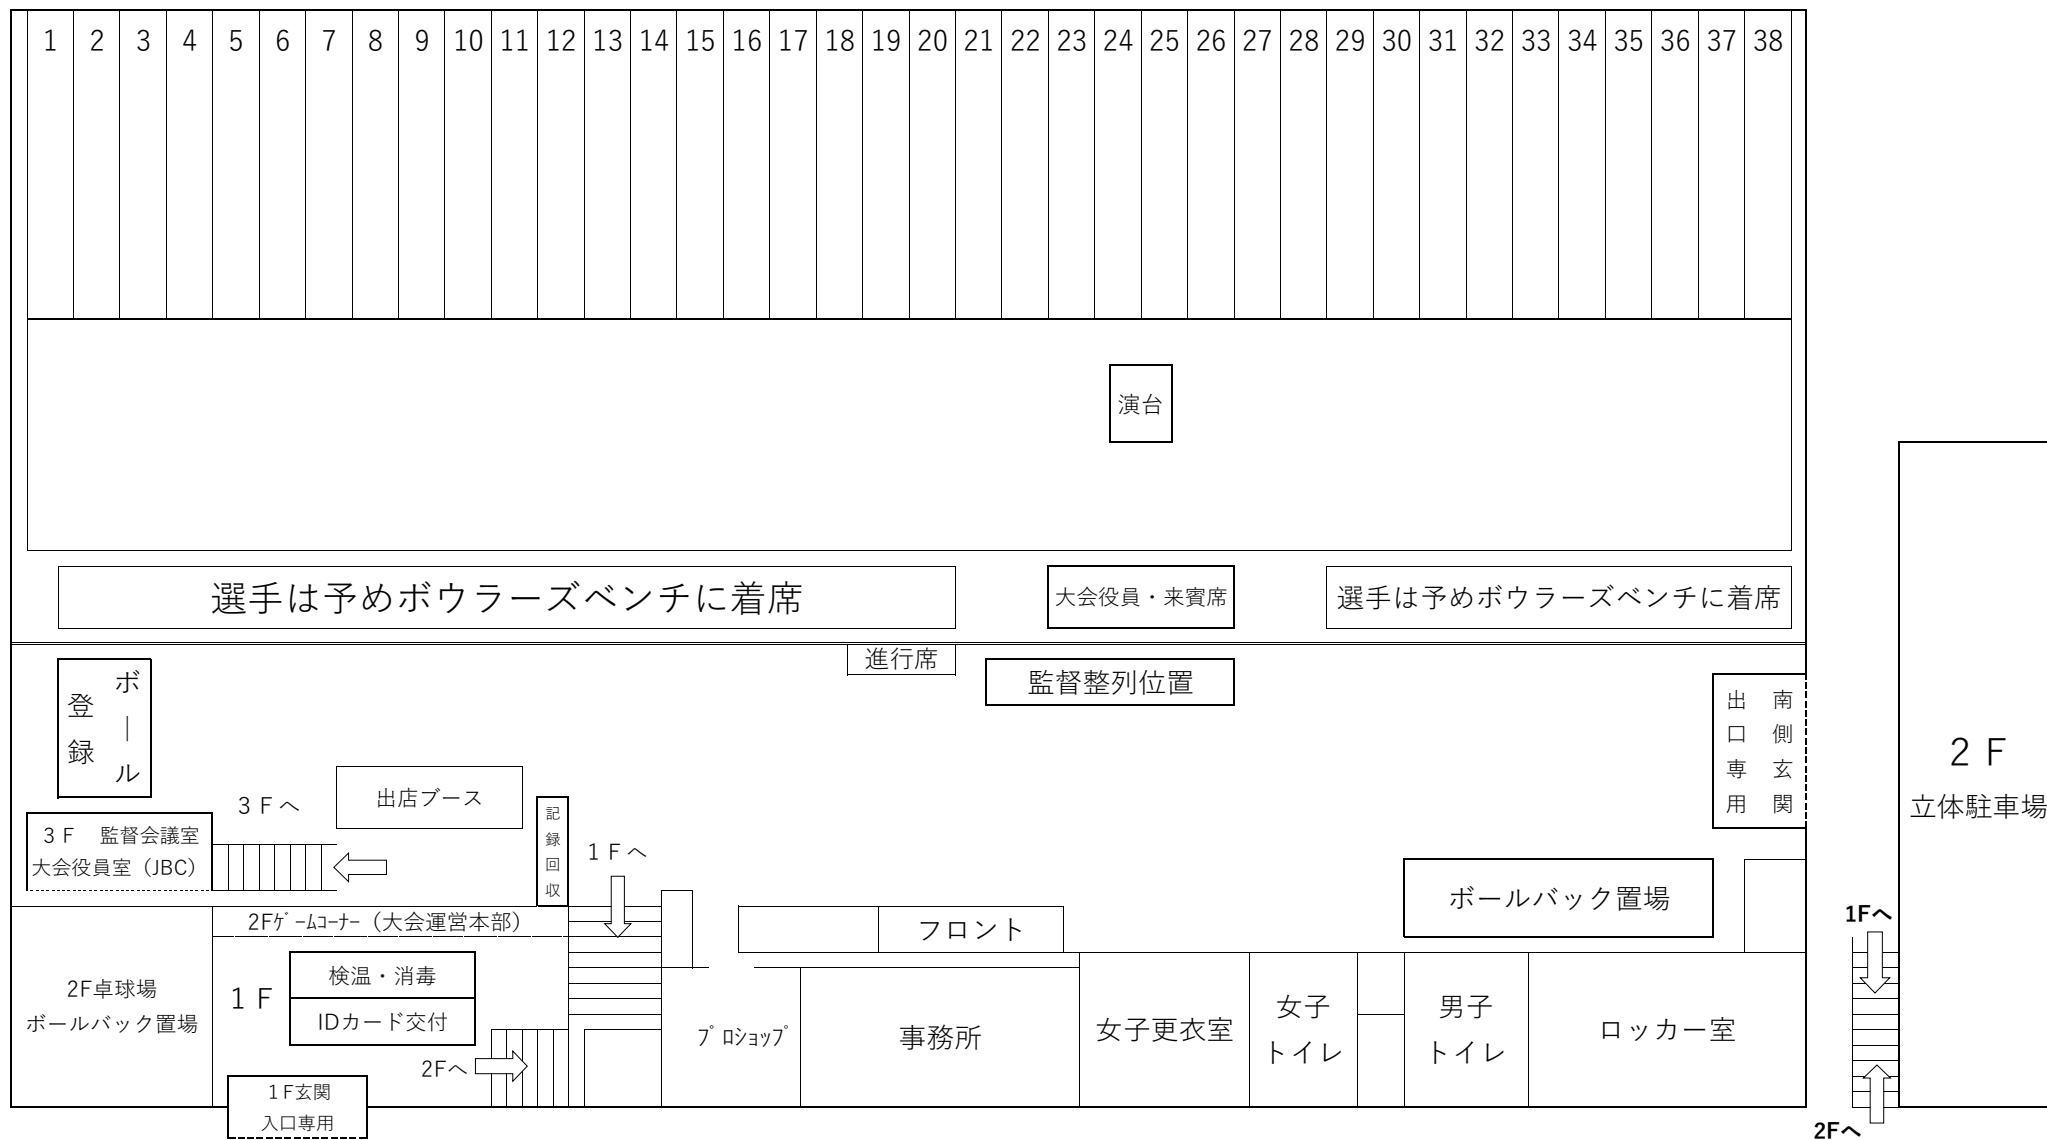 1 2 3 4 5 6 7 8 9 10 11 12 13 14 15 16 17 18 19 20 21 22 23 24 25 26 27 28 29 30 31 32 33 34 35 36 37 38
演台
選手は予めボウラーズベンチに着席
大会役員・来賓席
選手は予めボウラーズベンチに着席
進行席
監督整列位置
ボール
登録
南側玄関
出口専用
2F
立体駐車場
出店ブース
3Fへ
記録回収
3F　監督会議室
大会役員室（JBC）
1Fへ
ボールバック置場
1Fへ
2Fｹﾞｰﾑｺｰﾅｰ（大会運営本部）
フロント
検温・消毒
1F
IDカード交付
2F卓球場
ボールバック置場
ﾌﾟﾛｼｮｯﾌﾟ
事務所
女子更衣室
女子
トイレ
男子
トイレ
ロッカー室
2Fへ
1F玄関
入口専用
2Fへ